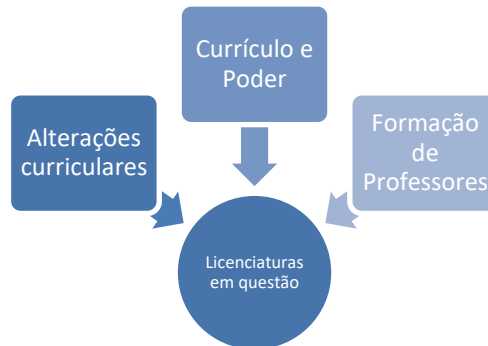 Currículo e
Poder
Alterações
curriculares
Formação
de
Professores
Licenciaturas
em questão